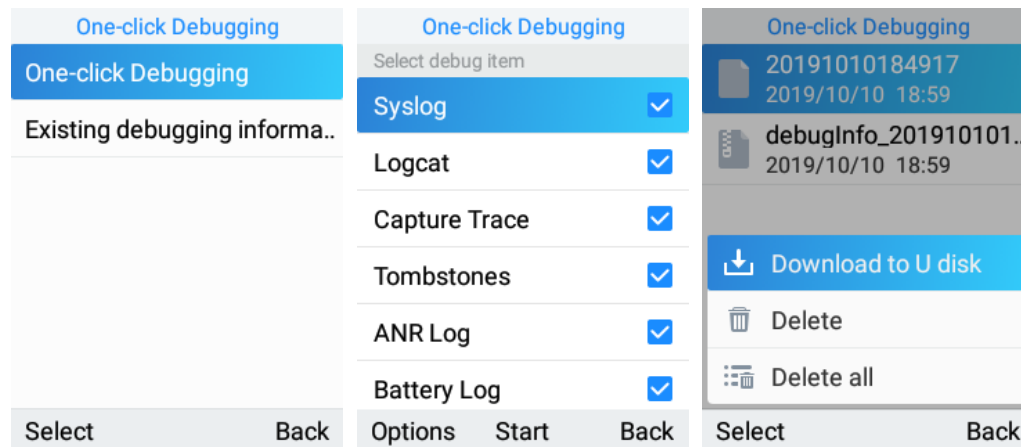 One-click Debugging
One-click Debugging
Existing debugging informa..
Select Back
One-click Debugging
Select debug item
Syslog
Logcat
Capture Trace
Tombstones
ANR Log
Battery Log
Options Start Back
One-click Debugging
20191010184917
2019/10/10 18:59
debugInfo_201910101..
2019/10/10 18:59
Download to U disk
Delete
Delete all
Select Back